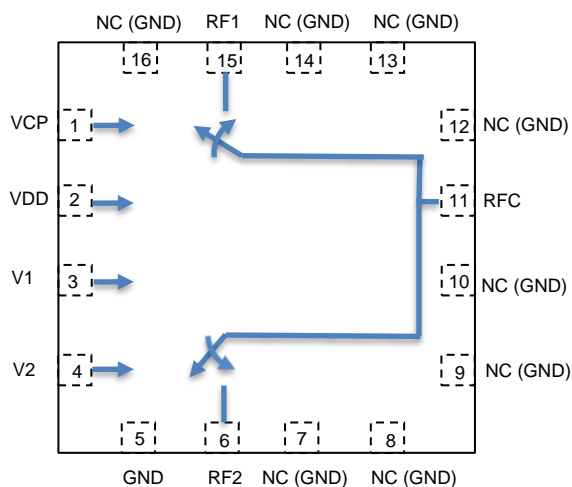 NC (GND) RF1 NC (GND) NC (GND)
16 15 14 13
VCP 1 12 NC (GND)
VDD 2 11 RFC
V1 3 10 NC (GND)
V2 4 9 NC (GND)
5 6 7 8
GND RF2 NC (GND) NC (GND)